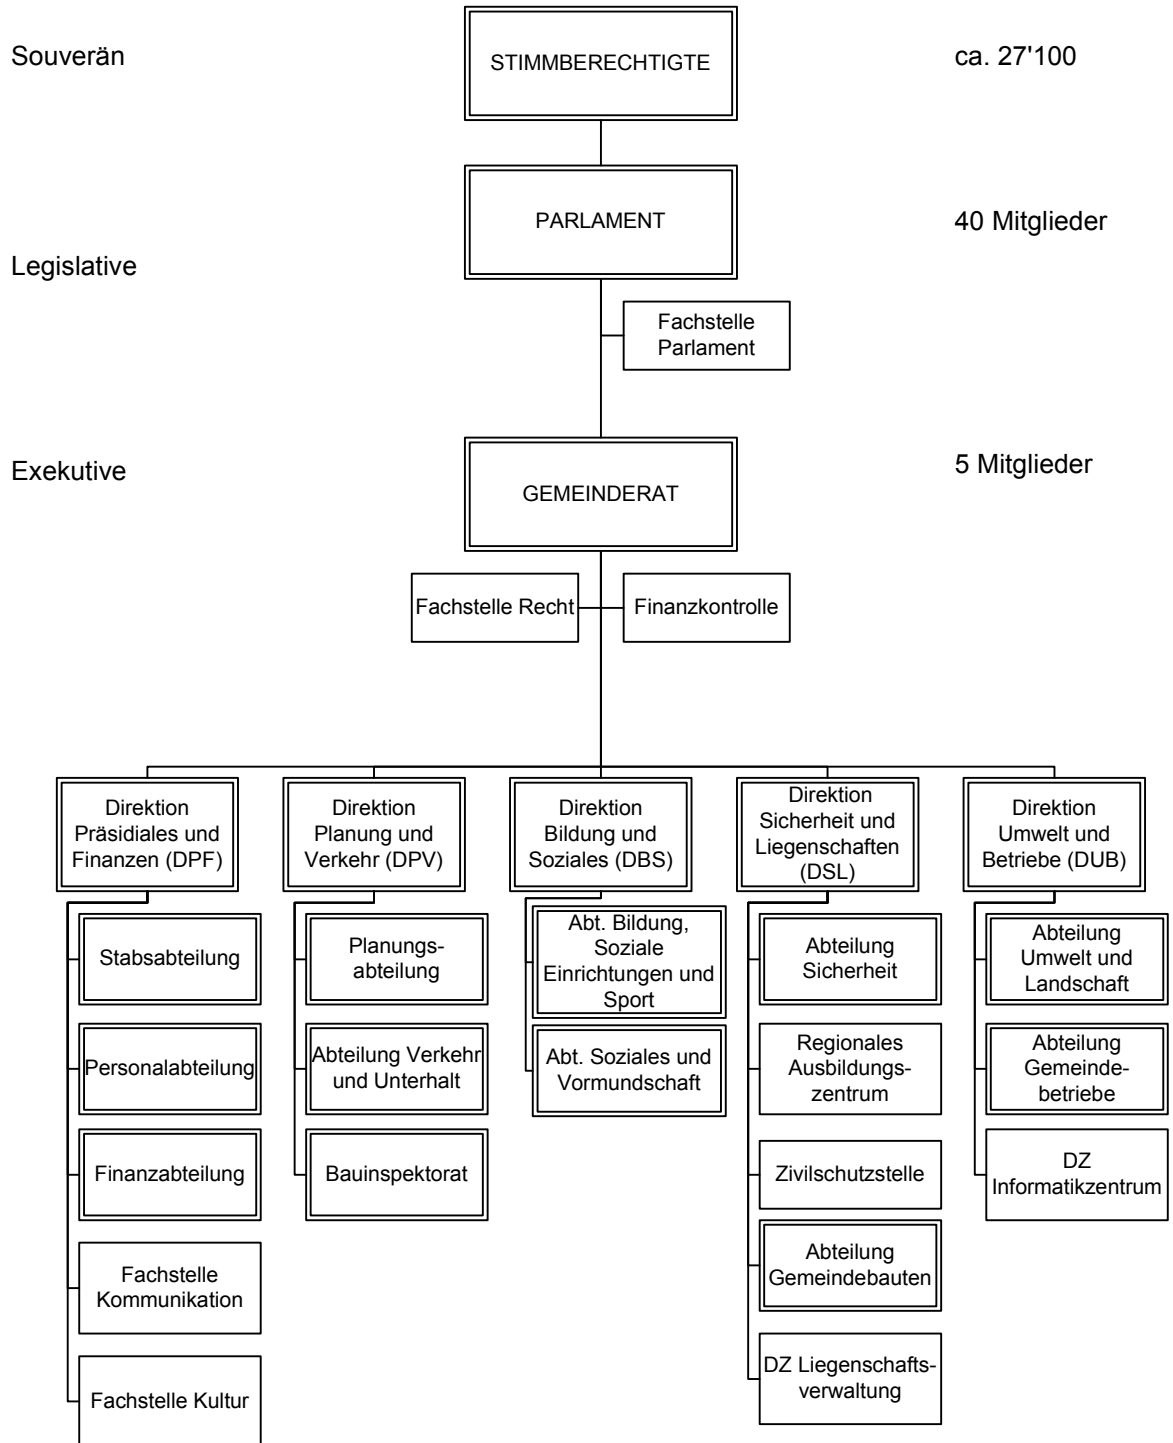 Souverän
STIMMBERECHTIGTE
ca. 27'100
PARLAMENT
40 Mitglieder
Legislative
Fachstelle
Parlament
Exekutive
GEMEINDERAT
5 Mitglieder
Fachstelle Recht
Finanzkontrolle
Direktion
Präsidiales und
Finanzen (DPF)
Direktion
Planung und
Verkehr (DPV)
Direktion
Bildung und
Soziales (DBS)
Direktion
Sicherheit und
Liegenschaften
(DSL)
Direktion
Umwelt und
Betriebe (DUB)
Stabsabteilung
Personalabteilung
Finanzabteilung
Fachstelle
Kommunikation
Fachstelle Kultur
Planungs-
abteilung
Abteilung Verkehr
und Unterhalt
Bauinspektorat
Abt. Bildung,
Soziale
Einrichtungen und
Sport
Abt. Soziales und
Vormundschaft
Abteilung
Sicherheit
Regionales
Ausbildungs-
zentrum
Zivilschutzstelle
Abteilung
Gemeindebauten
DZ Liegenschafts-
verwaltung
Abteilung
Umwelt und
Landschaft
Abteilung
Gemeinde-
betriebe
DZ
Informatikzentrum